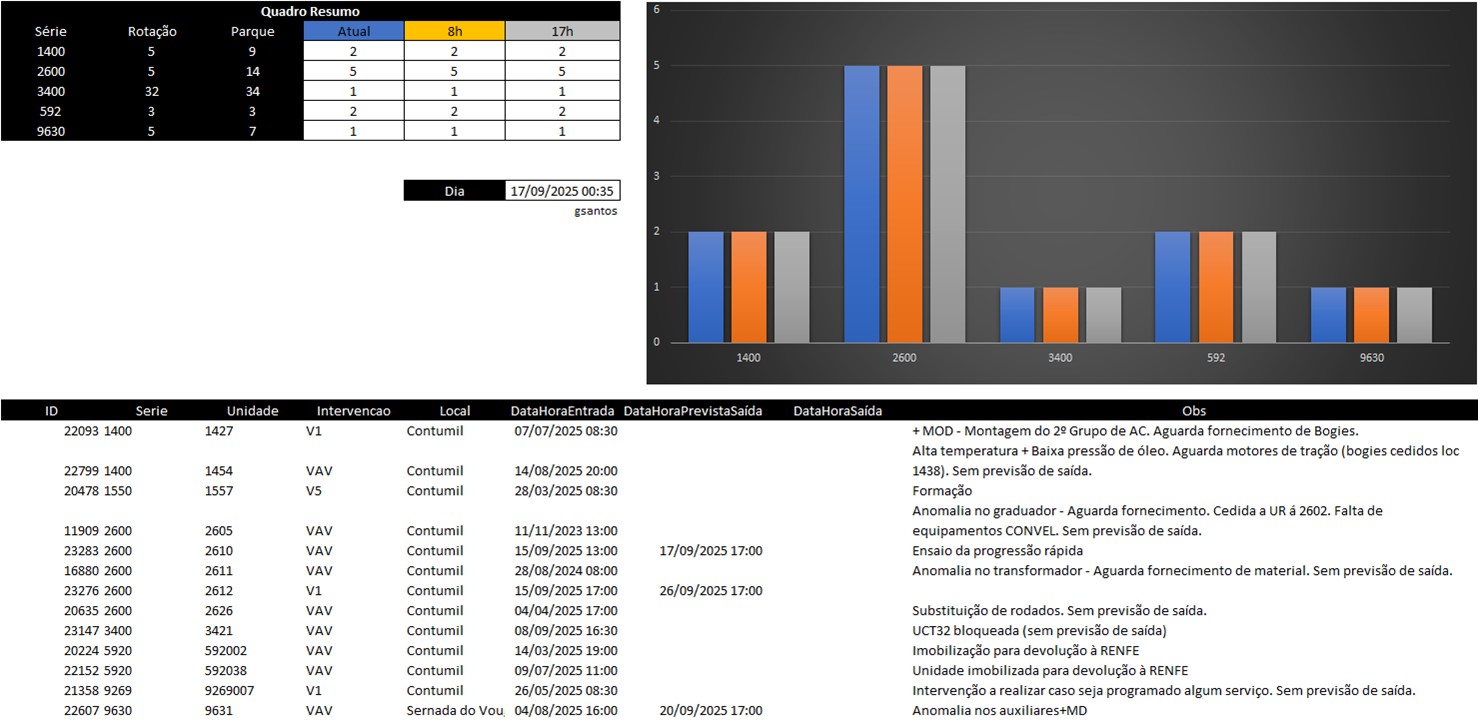 Quadro Resumo
Série Rotação Parque Atual 8h 17h
1400 5 9 2 2 2
2600 5 14 5 5 5
3400 32 34 1 1 1
592 3 3 2 2 2
9630 5 7 1 1 1
Dia 17/09/2025 00:35
gsantos
6
5
4
3
2
1
0
1400 2600 3400 592 9630
ID Serie Unidade Intervencao Local DataHoraEntrada DataHoraPrevistaSaída DataHoraSaída Obs
22093 1400 1427 V1 Contumil 07/07/2025 08:30 + MOD - Montagem do 2º Grupo de AC. Aguarda fornecimento de Bogies.
Alta temperatura + Baixa pressão de óleo. Aguarda motores de tração (bogies cedidos loc
22799 1400 1454 VAV Contumil 14/08/2025 20:00 1438). Sem previsão de saída.
20478 1550 1557 V5 Contumil 28/03/2025 08:30 Formação
Anomalia no graduador - Aguarda fornecimento. Cedida a UR á 2602. Falta de
11909 2600 2605 VAV Contumil 11/11/2023 13:00 equipamentos CONVEL. Sem previsão de saída.
23283 2600 2610 VAV Contumil 15/09/2025 13:00 17/09/2025 17:00 Ensaio da progressão rápida
16880 2600 2611 VAV Contumil 28/08/2024 08:00 Anomalia no transformador - Aguarda fornecimento de material. Sem previsão de saída.
23276 2600 2612 V1 Contumil 15/09/2025 17:00 26/09/2025 17:00
20635 2600 2626 VAV Contumil 04/04/2025 17:00 Substituição de rodados. Sem previsão de saída.
23147 3400 3421 VAV Contumil 08/09/2025 16:30 UCT32 bloqueada (sem previsão de saída)
20224 5920 592002 VAV Contumil 14/03/2025 19:00 Imobilização para devolução à RENFE
22152 5920 592038 VAV Contumil 09/07/2025 11:00 Unidade imobilizada para devolução à RENFE
21358 9269 9269007 V1 Contumil 26/05/2025 08:30 Intervenção a realizar caso seja programado algum serviço. Sem previsão de saída.
22607 9630 9631 VAV Sernada do Vou 04/08/2025 16:00 20/09/2025 17:00 Anomalia nos auxiliares+MD